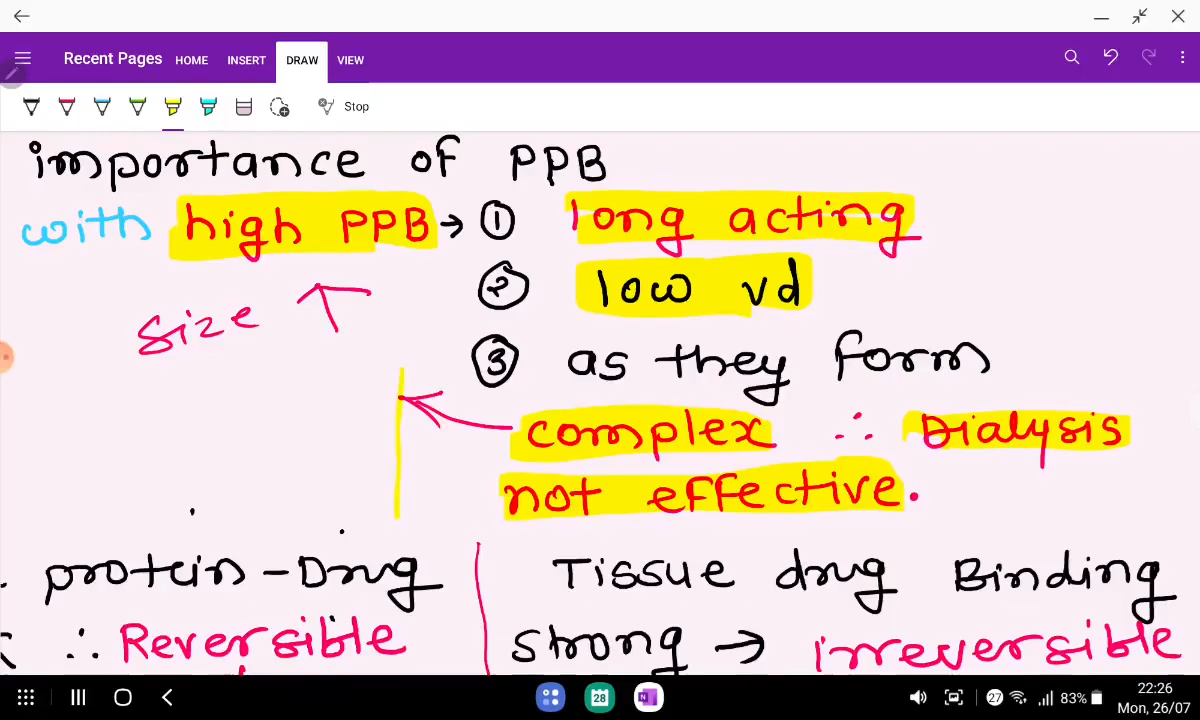 Recent Pages HOME INSERT DRAW VIEW
Stop
importance of PPB
with high PPB → ① long acting
size ↑ ② low vd
③ as they form
complex ∴ Dialysis
not effective.
protein - Drug
∴ Reversible
Tissue drug Binding
strong → irreversible
28 27 83% 22:26
Mon, 26/07